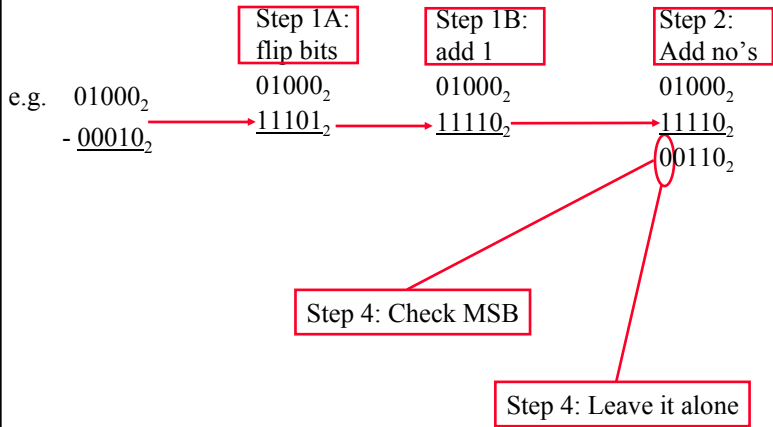 Step 1A:
flip bits
Step 1B:
add 1
Step 2:
Add no’s
e.g. 01000₂
- 00010₂
01000₂
11101₂
01000₂
11110₂
01000₂
11110₂
00110₂
Step 4: Check MSB
Step 4: Leave it alone